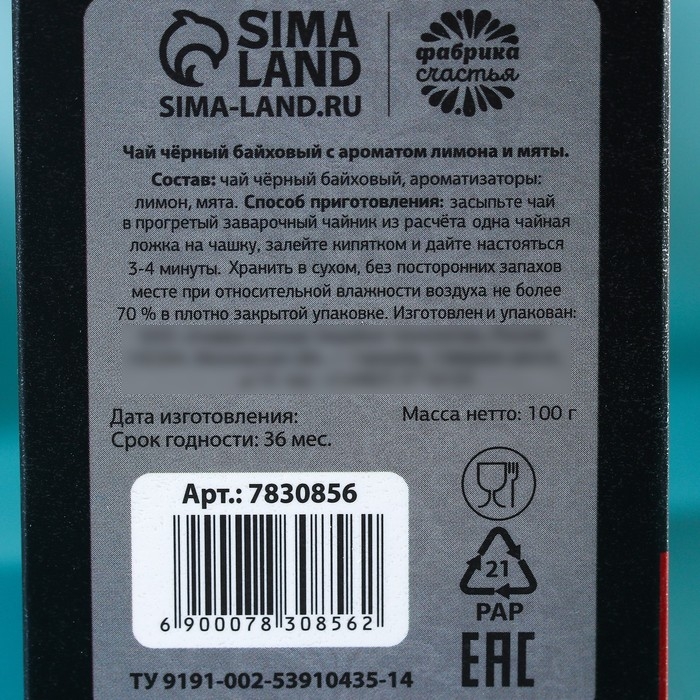 SIMA
LAND
SIMA-LAND.RU
фабрика
счастья
Чай чёрный байховый с ароматом лимона и мяты.
Состав: чай чёрный байховый, ароматизаторы:
лимон, мята. Способ приготовления: засыпьте чай
в прогретый заварочный чайник из расчёта одна чайная
ложка на чашку, залейте кипятком и дайте настояться
3-4 минуты. Хранить в сухом, без посторонних запахов
месте при относительной влажности воздуха не более
70 % в плотно закрытой упаковке. Изготовлен и упакован:
Дата изготовления:
Срок годности: 36 мес.
Масса нетто: 100 г
Арт.: 7830856
6 900078 308562
21
PAP
ТУ 9191-002-53910435-14
EAC